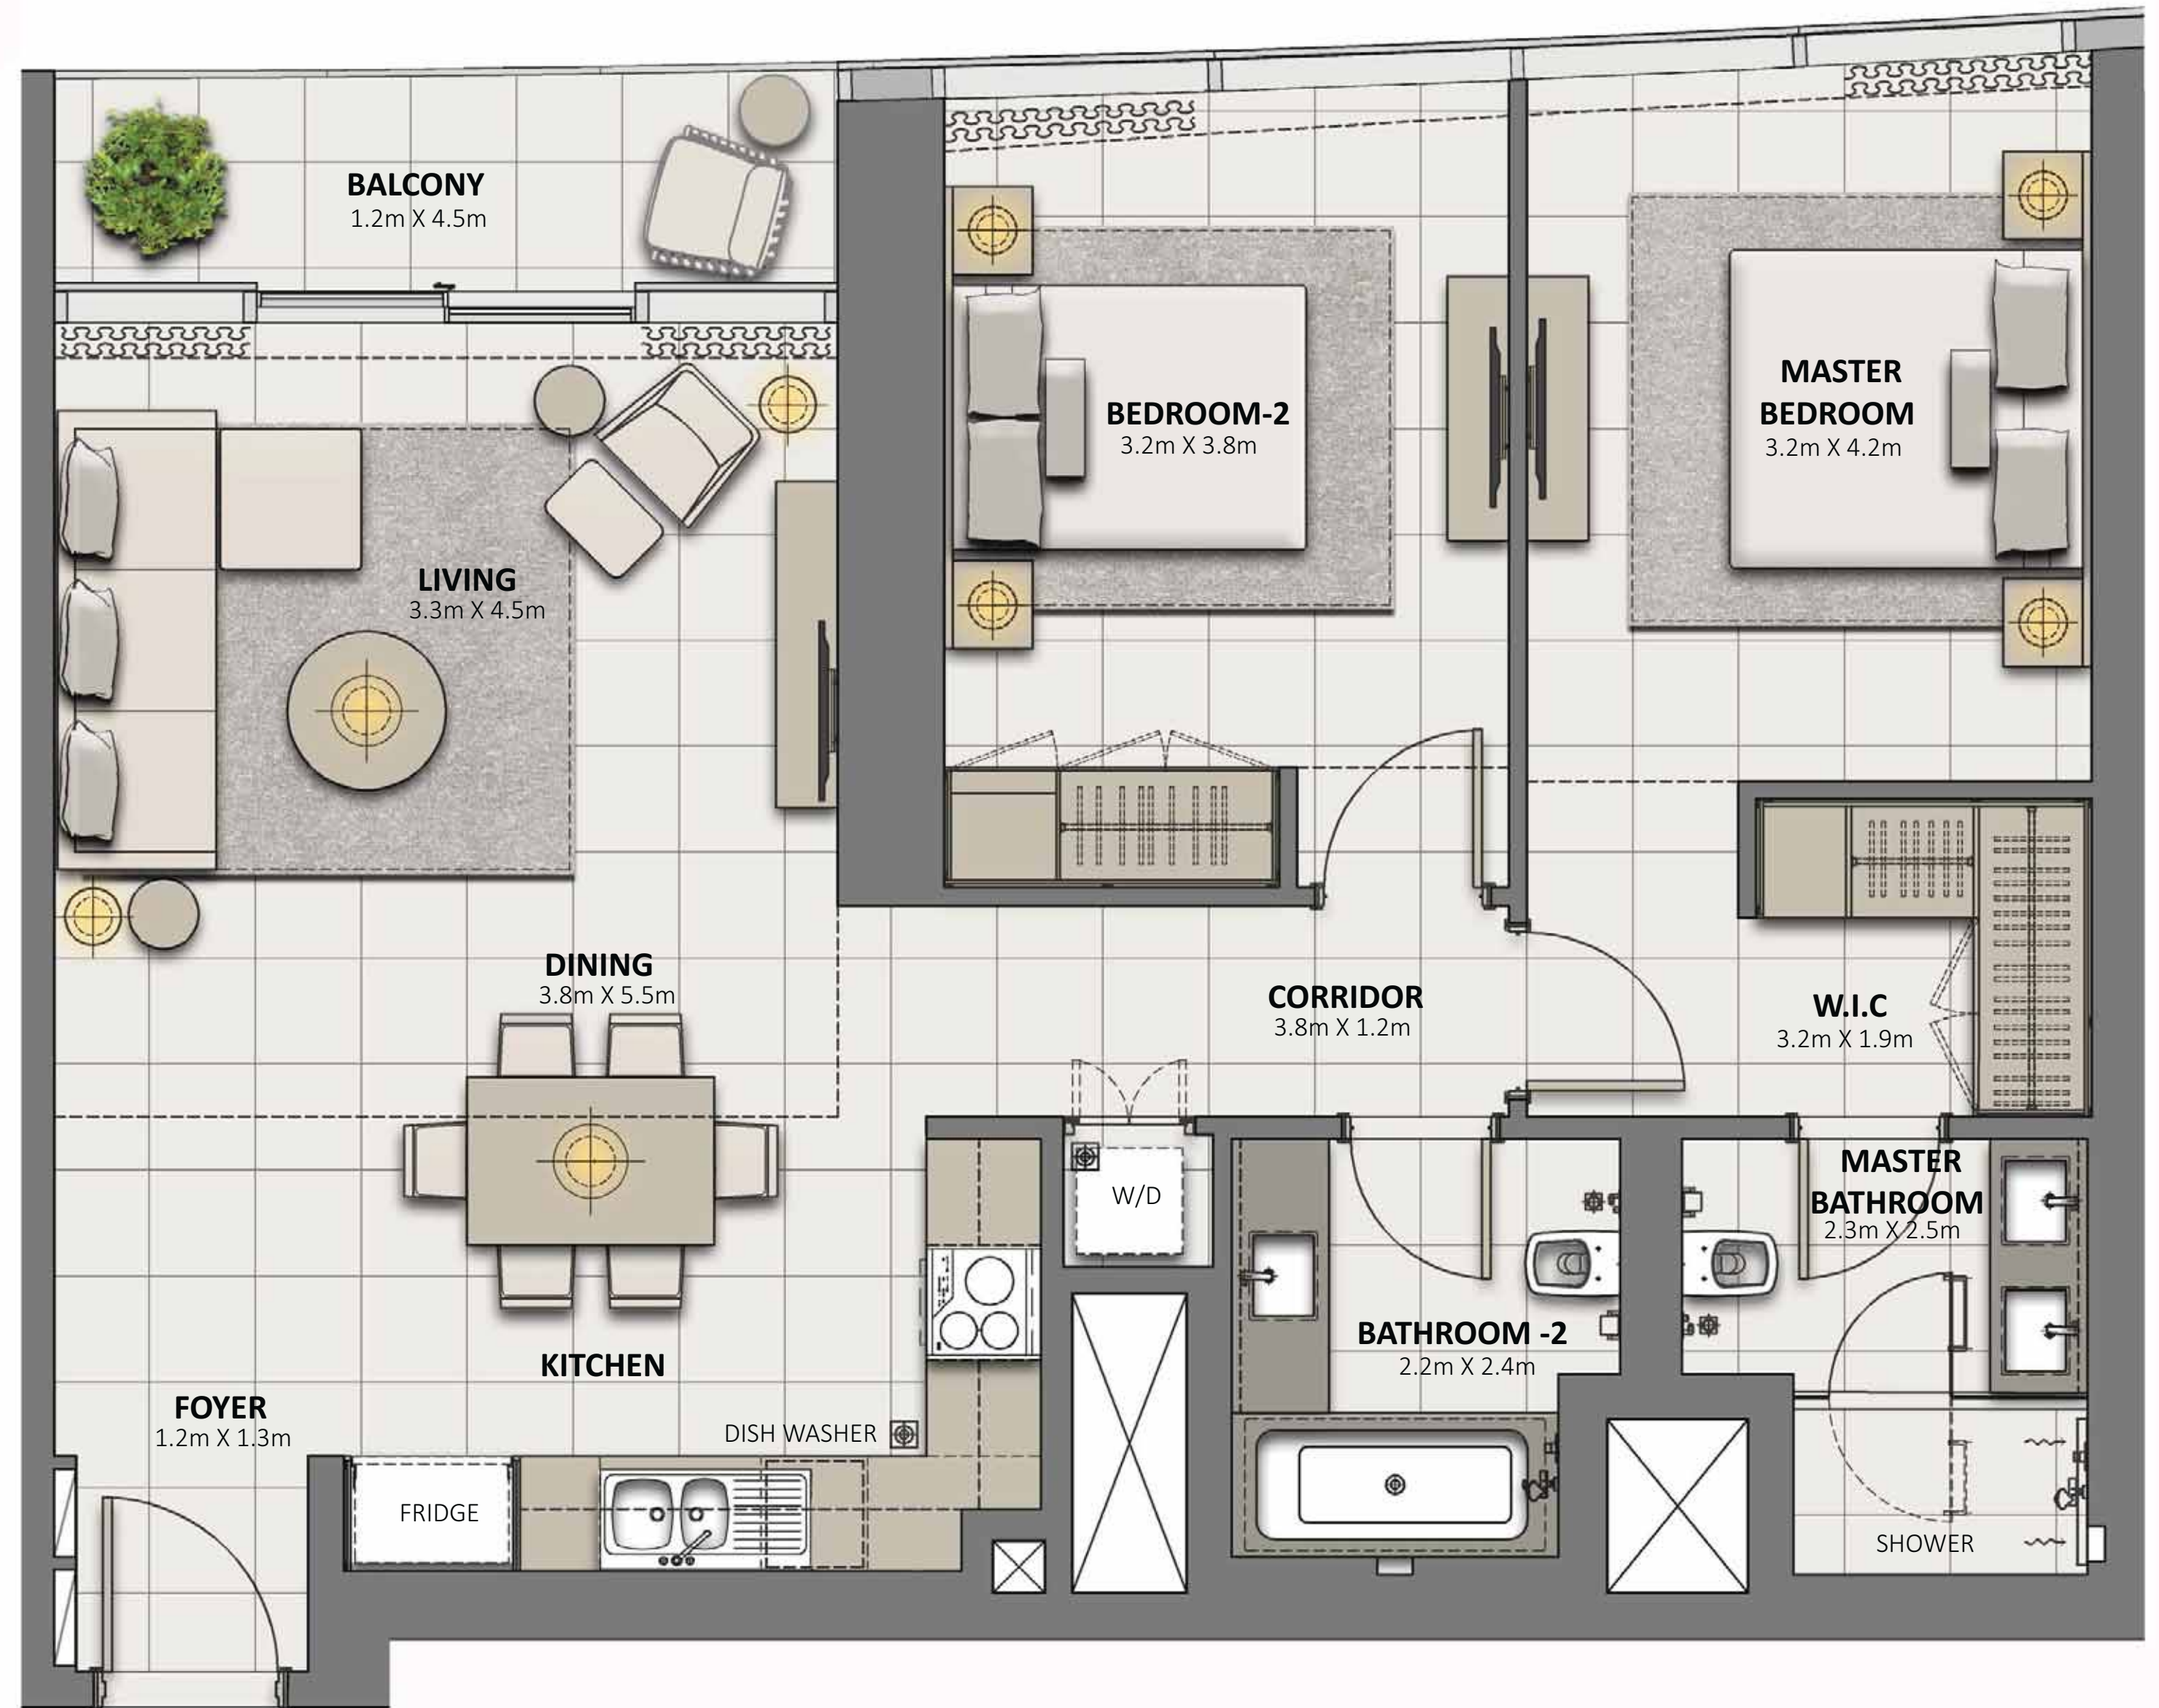 BALCONY
1.2m X 4.5m
LIVING
3.3m X 4.5m
BEDROOM-2
3.2m X 3.8m
MASTER
BEDROOM
3.2m X 4.2m
DINING
3.8m X 5.5m
CORRIDOR
3.8m X 1.2m
W.I.C
3.2m X 1.9m
W/D
MASTER
BATHROOM
2.3m X 2.5m
BATHROOM -2
2.2m X 2.4m
KITCHEN
FOYER
1.2m X 1.3m
DISH WASHER
FRIDGE
SHOWER